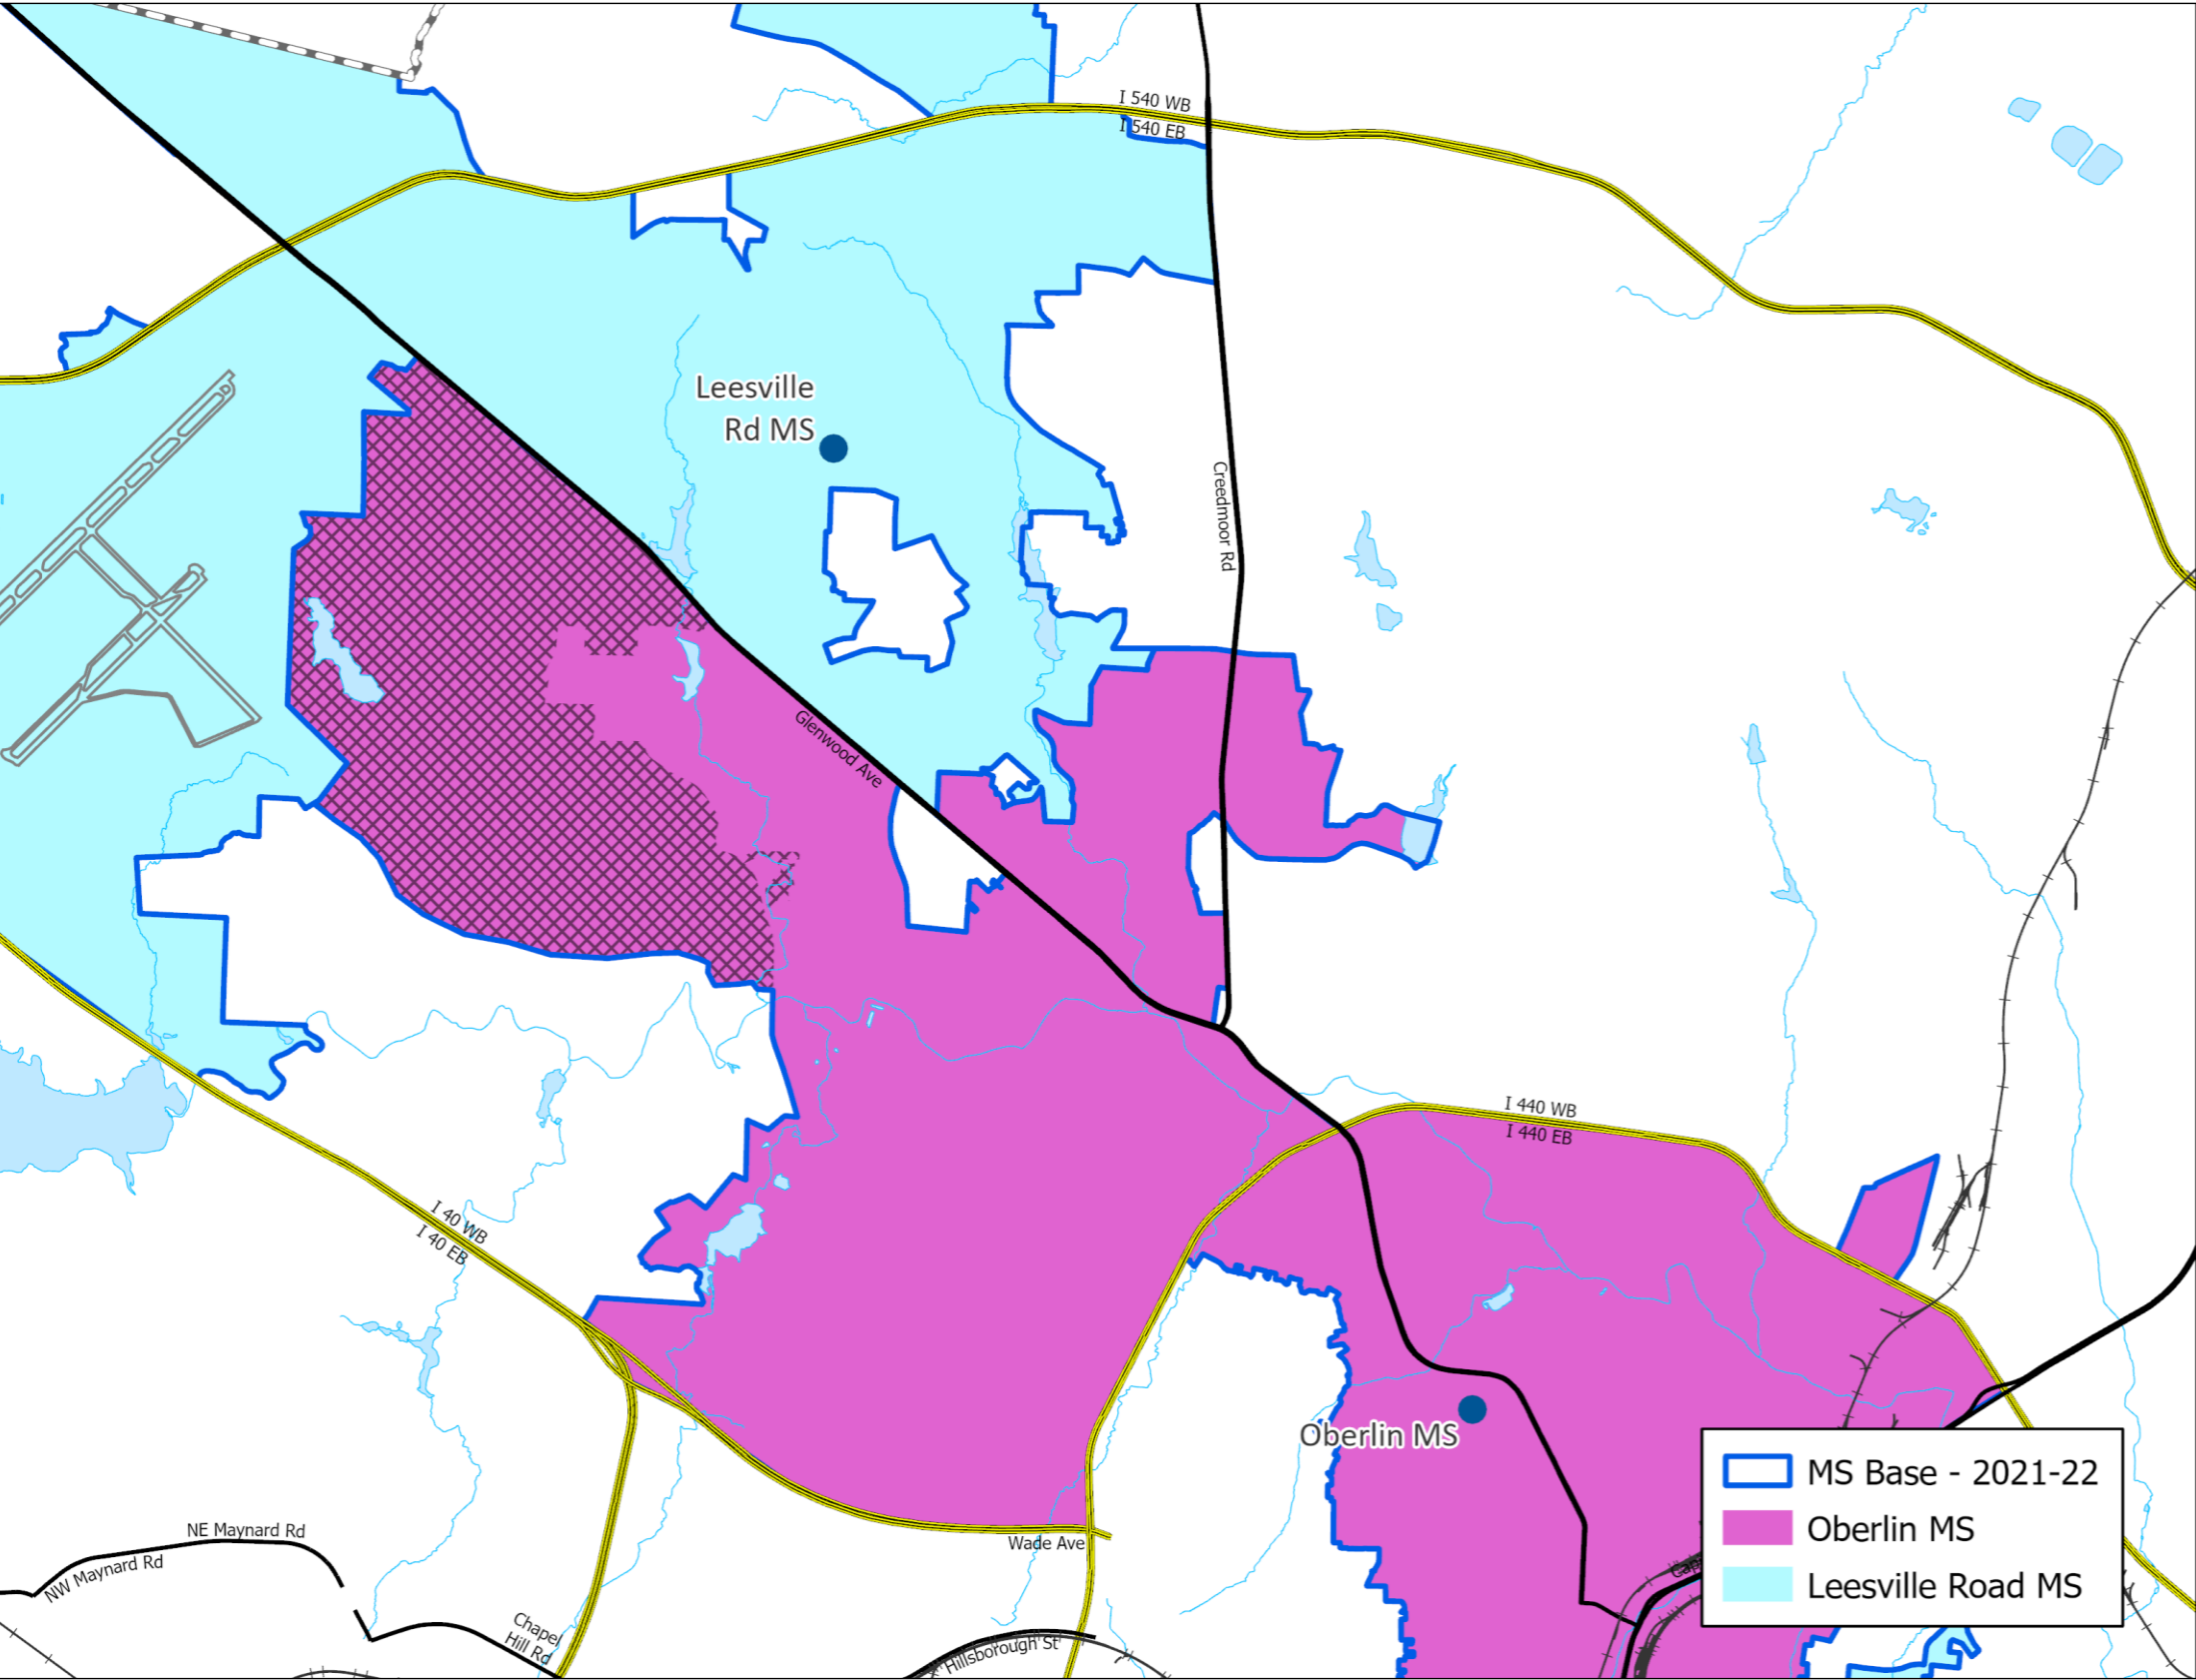 I 540 WB
I 540 EB
Leesville
Rd MS
Creedmoor Rd
Glenwood Ave
I 440 WB
I 440 EB
I 40 WB
I 40 EB
Oberlin MS
MS Base - 2021-22
Oberlin MS
Leesville Road MS
NE Maynard Rd
NW Maynard Rd
Wade Ave
Chapel
Hill Rd
Hillsborough St